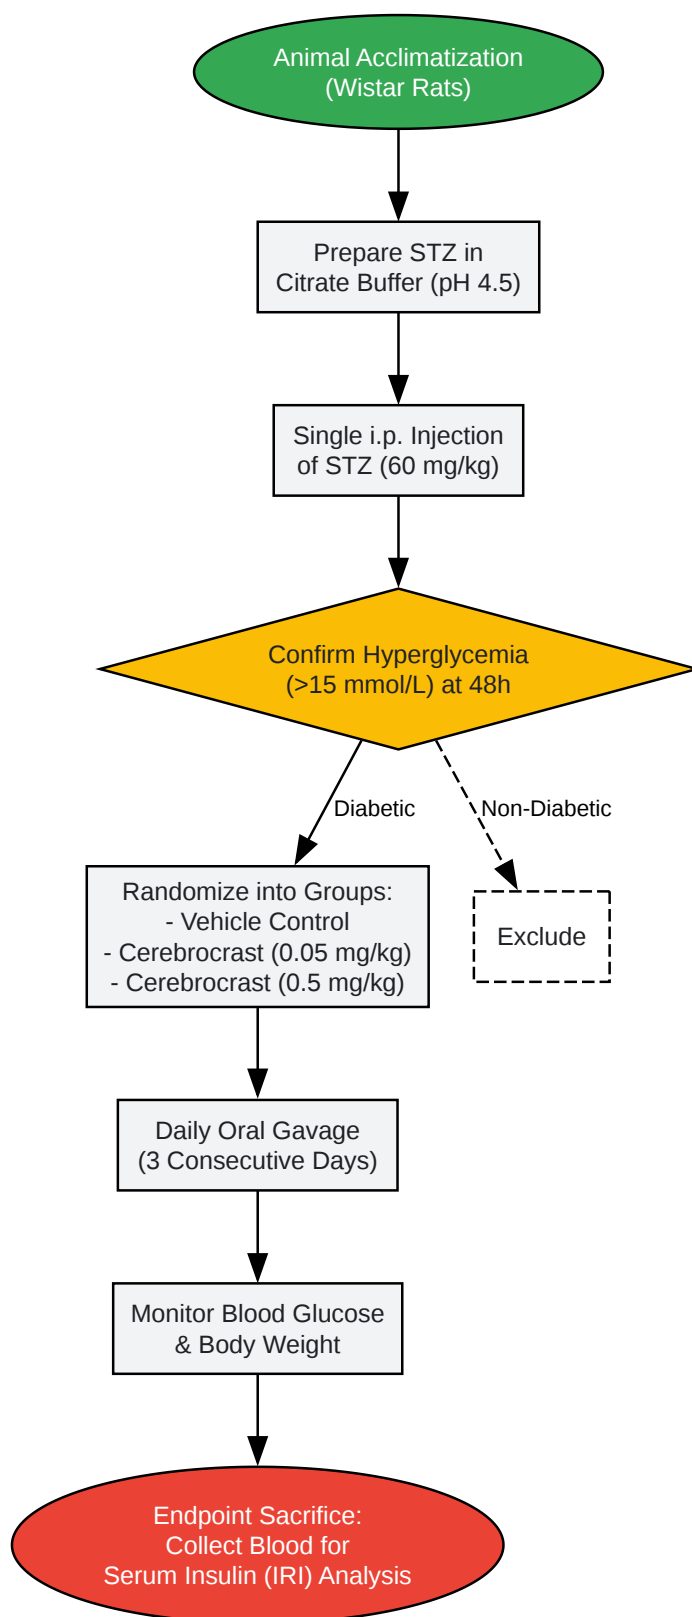 Animal Acclimatization
(Wistar Rats)
Prepare STZ in
Citrate Buffer (pH 4.5)
Single i.p. Injection
of STZ (60 mg/kg)
Confirm Hyperglycemia
(>15 mmol/L) at 48h
Diabetic
Non-Diabetic
Randomize into Groups:
- Vehicle Control
- Cerebrocrast (0.05 mg/kg)
- Cerebrocrast (0.5 mg/kg)
Exclude
Daily Oral Gavage
(3 Consecutive Days)
Monitor Blood Glucose
& Body Weight
Endpoint Sacrifice:
Collect Blood for
Serum Insulin (IRI) Analysis